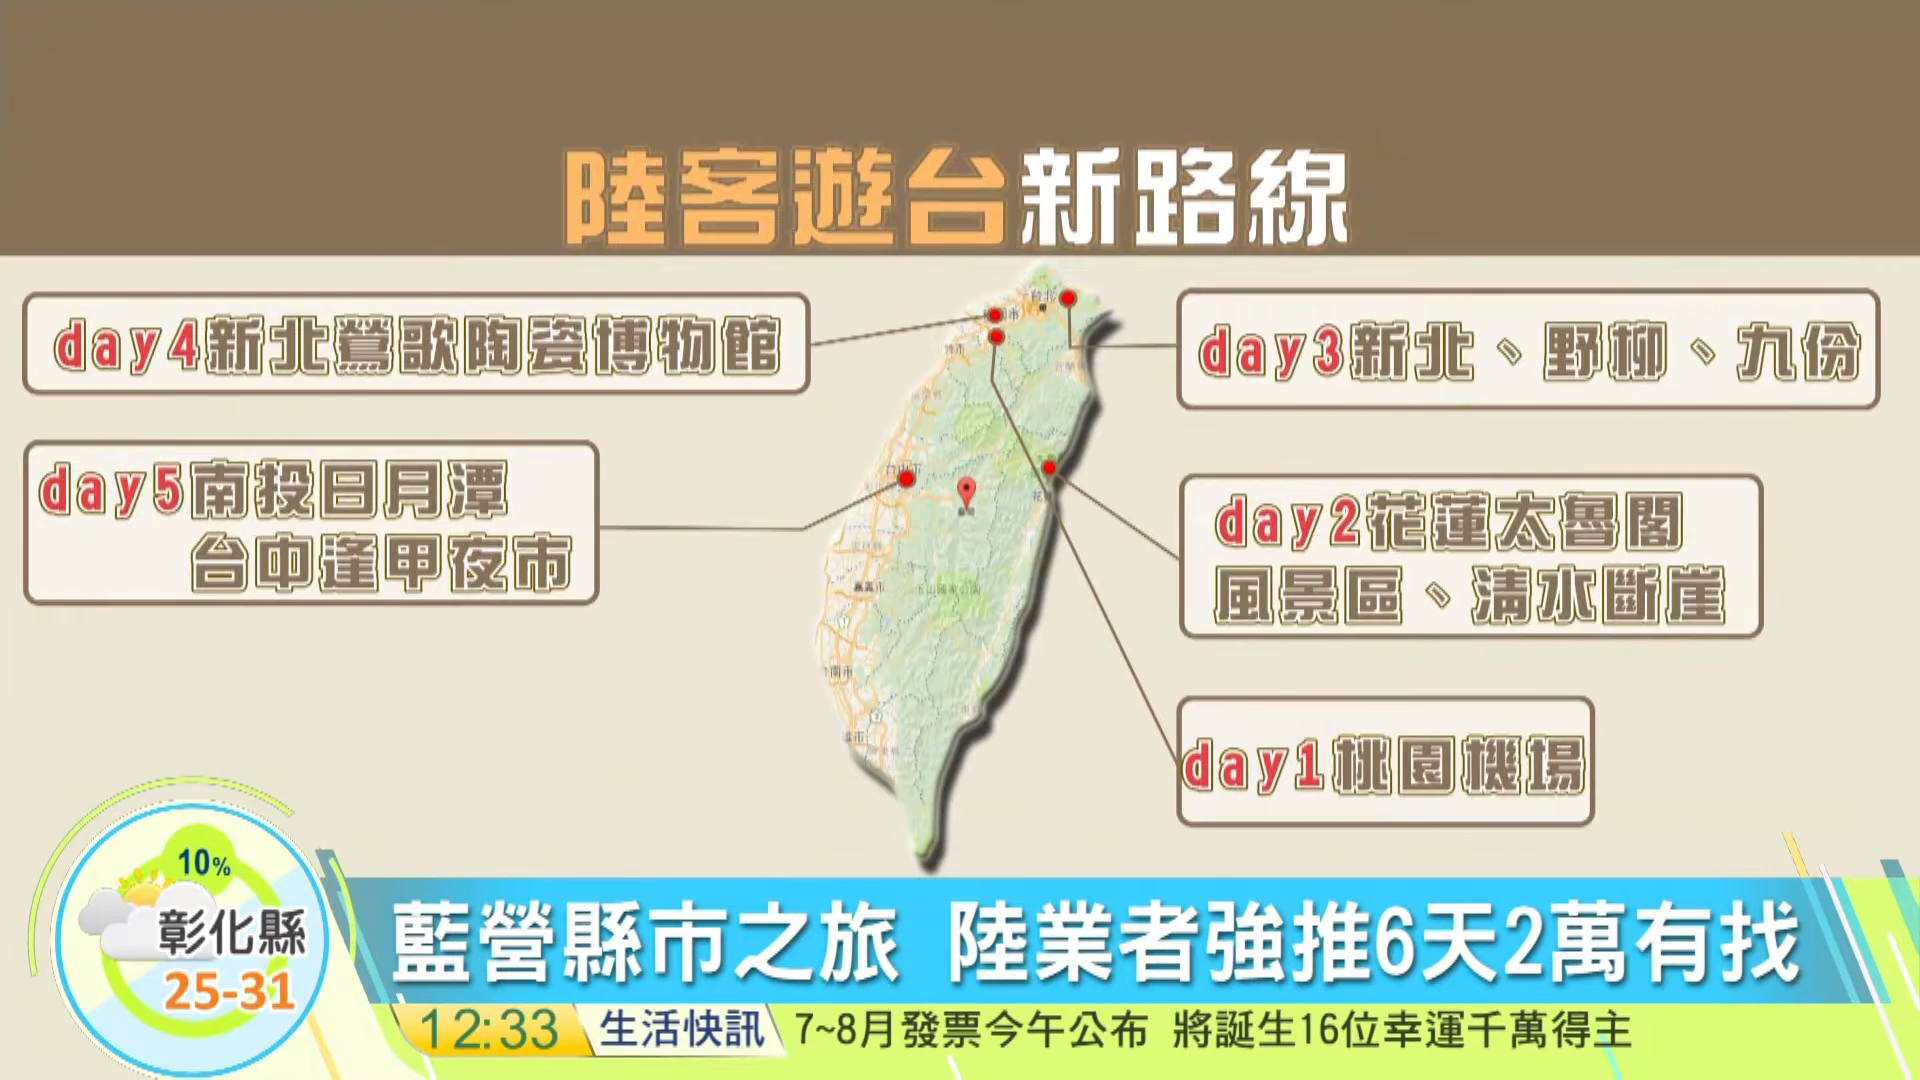 陸客遊台新路線
day4新北鶯歌陶瓷博物館
day3新北、野柳、九份
day5南投日月潭
台中逢甲夜市
day2花蓮太魯閣
風景區、清水斷崖
day1桃園機場
台北
嘉義市
10%
彰化縣
25-31
藍營縣市之旅 陸業者強推6天2萬有找
12:33 生活快訊 7~8月發票今午公布 將誕生16位幸運千萬得主